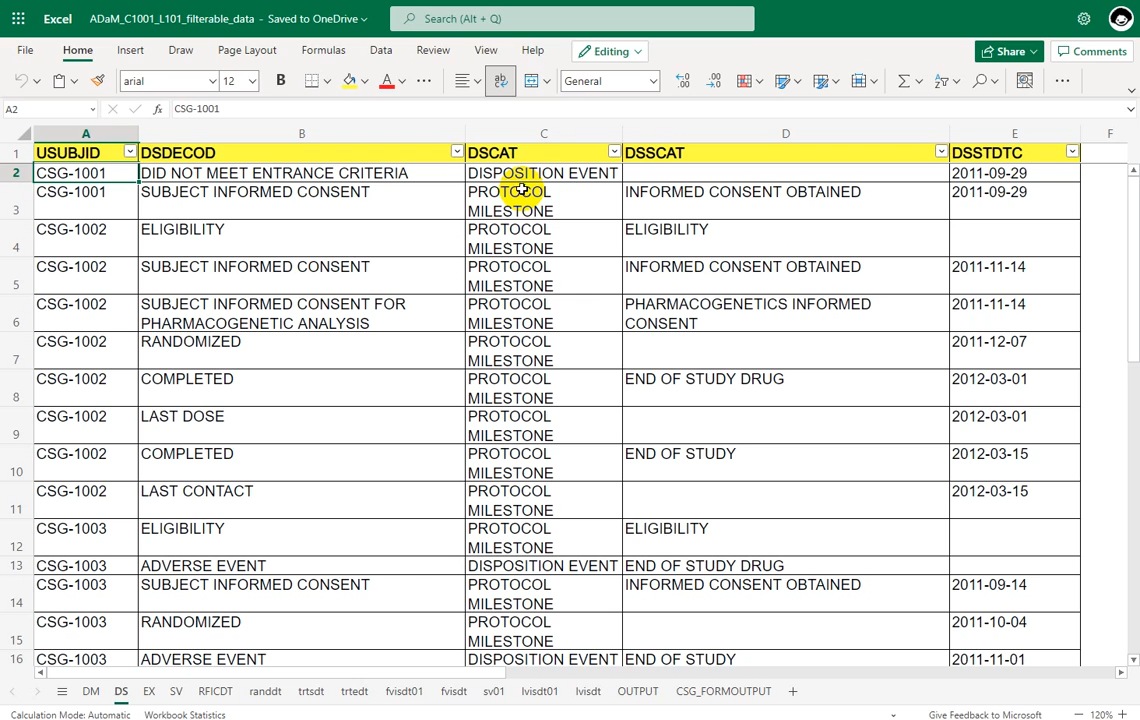 Excel ADaM_C1001_L101_filterable_data - Saved to OneDrive Search (Alt + Q)
File Home Insert Draw Page Layout Formulas Data Review View Help Editing Share Comments
arial 12 B A General
A2 fx CSG-1001
A B C D E F
1 USUBJID DSDECOD DSCAT DSSCAT DSSTDTC
2 CSG-1001 DID NOT MEET ENTRANCE CRITERIA DISPOSITION EVENT 2011-09-29
CSG-1001 SUBJECT INFORMED CONSENT PROTOCOL INFORMED CONSENT OBTAINED 2011-09-29
3 MILESTONE
CSG-1002 ELIGIBILITY PROTOCOL ELIGIBILITY
4 MILESTONE
CSG-1002 SUBJECT INFORMED CONSENT PROTOCOL INFORMED CONSENT OBTAINED 2011-11-14
5 MILESTONE
CSG-1002 SUBJECT INFORMED CONSENT FOR PROTOCOL PHARMACOGENETICS INFORMED 2011-11-14
6 PHARMACOGENETIC ANALYSIS MILESTONE CONSENT
CSG-1002 RANDOMIZED PROTOCOL 2011-12-07
7 MILESTONE
CSG-1002 COMPLETED PROTOCOL END OF STUDY DRUG 2012-03-01
8 MILESTONE
CSG-1002 LAST DOSE PROTOCOL 2012-03-01
9 MILESTONE
CSG-1002 COMPLETED PROTOCOL END OF STUDY 2012-03-15
10 MILESTONE
CSG-1002 LAST CONTACT PROTOCOL 2012-03-15
11 MILESTONE
CSG-1003 ELIGIBILITY PROTOCOL ELIGIBILITY
12 MILESTONE
13 CSG-1003 ADVERSE EVENT DISPOSITION EVENT END OF STUDY DRUG
CSG-1003 SUBJECT INFORMED CONSENT PROTOCOL INFORMED CONSENT OBTAINED 2011-09-14
14 MILESTONE
CSG-1003 RANDOMIZED PROTOCOL 2011-10-04
15 MILESTONE
16 CSG-1003 ADVERSE EVENT DISPOSITION EVENT END OF STUDY 2011-11-01
DM DS EX SV RFICDT randdt trtsdt trtedt fvisdt01 fvisdt sv01 lvisdt01 lvisdt OUTPUT CSG_FORMOUTPUT +
Calculation Mode: Automatic Workbook Statistics Give Feedback to Microsoft — 120% +